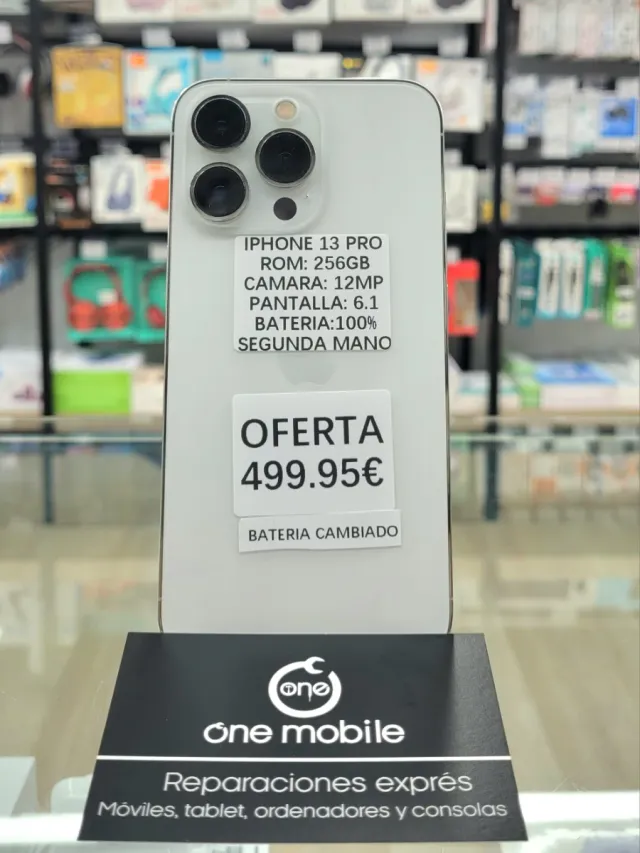 IPHONE 13 PRO
ROM: 256GB
CAMARA: 12MP
PANTALLA: 6.1
BATERIA:100%
SEGUNDA MANO
OFERTA
499.95€
BATERIA CAMBIADO
one
one mobile
Reparaciones exprés
Móviles, tablet, ordenadores y consolas